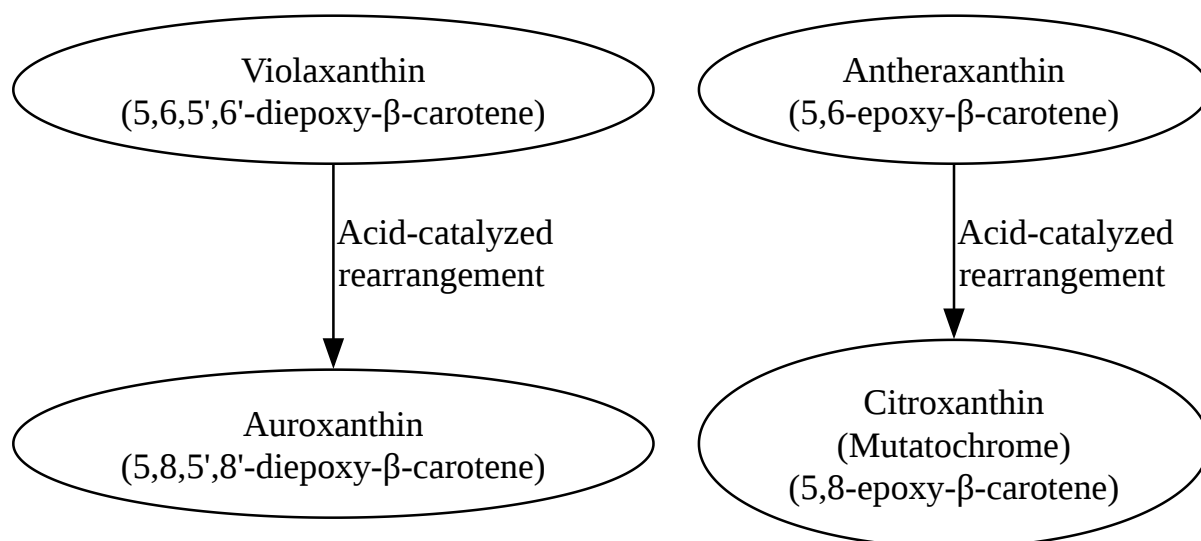 Violaxanthin
(5,6,5',6'-diepoxy-β-carotene)
Antheraxanthin
(5,6-epoxy-β-carotene)
Acid-catalyzed
rearrangement
Acid-catalyzed
rearrangement
Auroxanthin
(5,8,5',8'-diepoxy-β-carotene)
Citroxanthin
(Mutatochrome)
(5,8-epoxy-β-carotene)